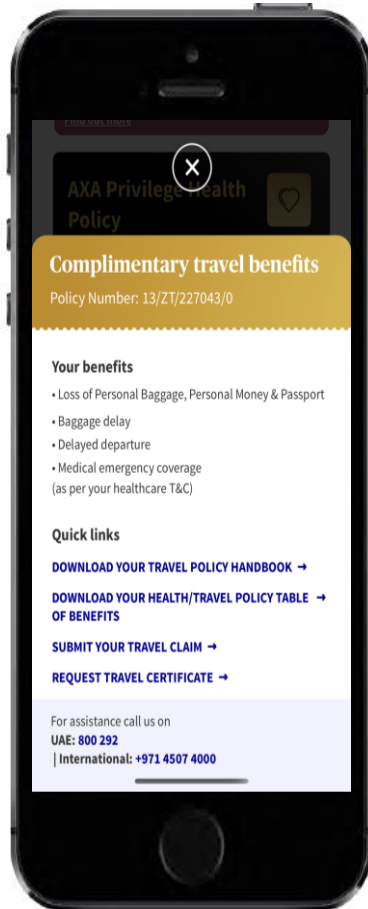 Find out more
AXA Privilege Health
Policy
Complimentary travel benefits
Policy Number: 13/ZT/227043/0
Your benefits
• Loss of Personal Baggage, Personal Money & Passport
• Baggage delay
• Delayed departure
• Medical emergency coverage
(as per your healthcare T&C)
Quick links
DOWNLOAD YOUR TRAVEL POLICY HANDBOOK →
DOWNLOAD YOUR HEALTH/TRAVEL POLICY TABLE →
OF BENEFITS
SUBMIT YOUR TRAVEL CLAIM →
REQUEST TRAVEL CERTIFICATE →
For assistance call us on
UAE: 800 292
| International: +971 4507 4000